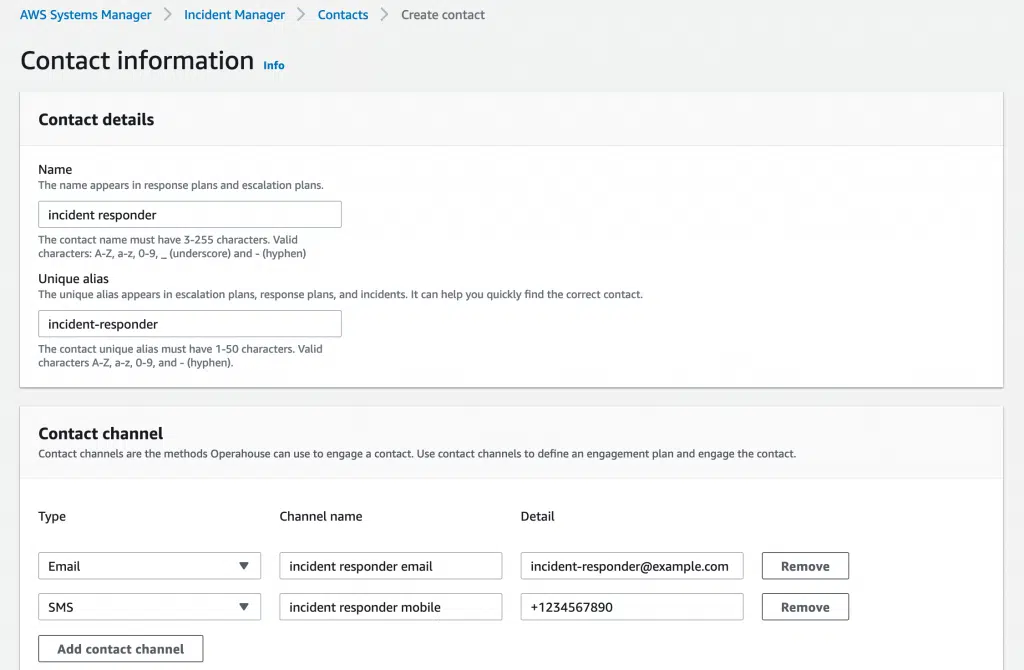 AWS Systems Manager > Incident Manager > Contacts > Create contact
Contact information Info
Contact details
Name
The name appears in response plans and escalation plans.
incident responder
The contact name must have 3-255 characters. Valid
characters: A-Z, a-z, 0-9, _ (underscore) and - (hyphen)
Unique alias
The unique alias appears in escalation plans, response plans, and incidents. It can help you quickly find the correct contact.
incident-responder
The contact unique alias must have 1-50 characters. Valid
characters A-Z, a-z, 0-9, and - (hyphen).
Contact channel
Contact channels are the methods Operahouse can use to engage a contact. Use contact channels to define an engagement plan and engage the contact.
Type Channel name Detail
Email incident responder email incident-responder@example.com Remove
SMS incident responder mobile +1234567890 Remove
Add contact channel